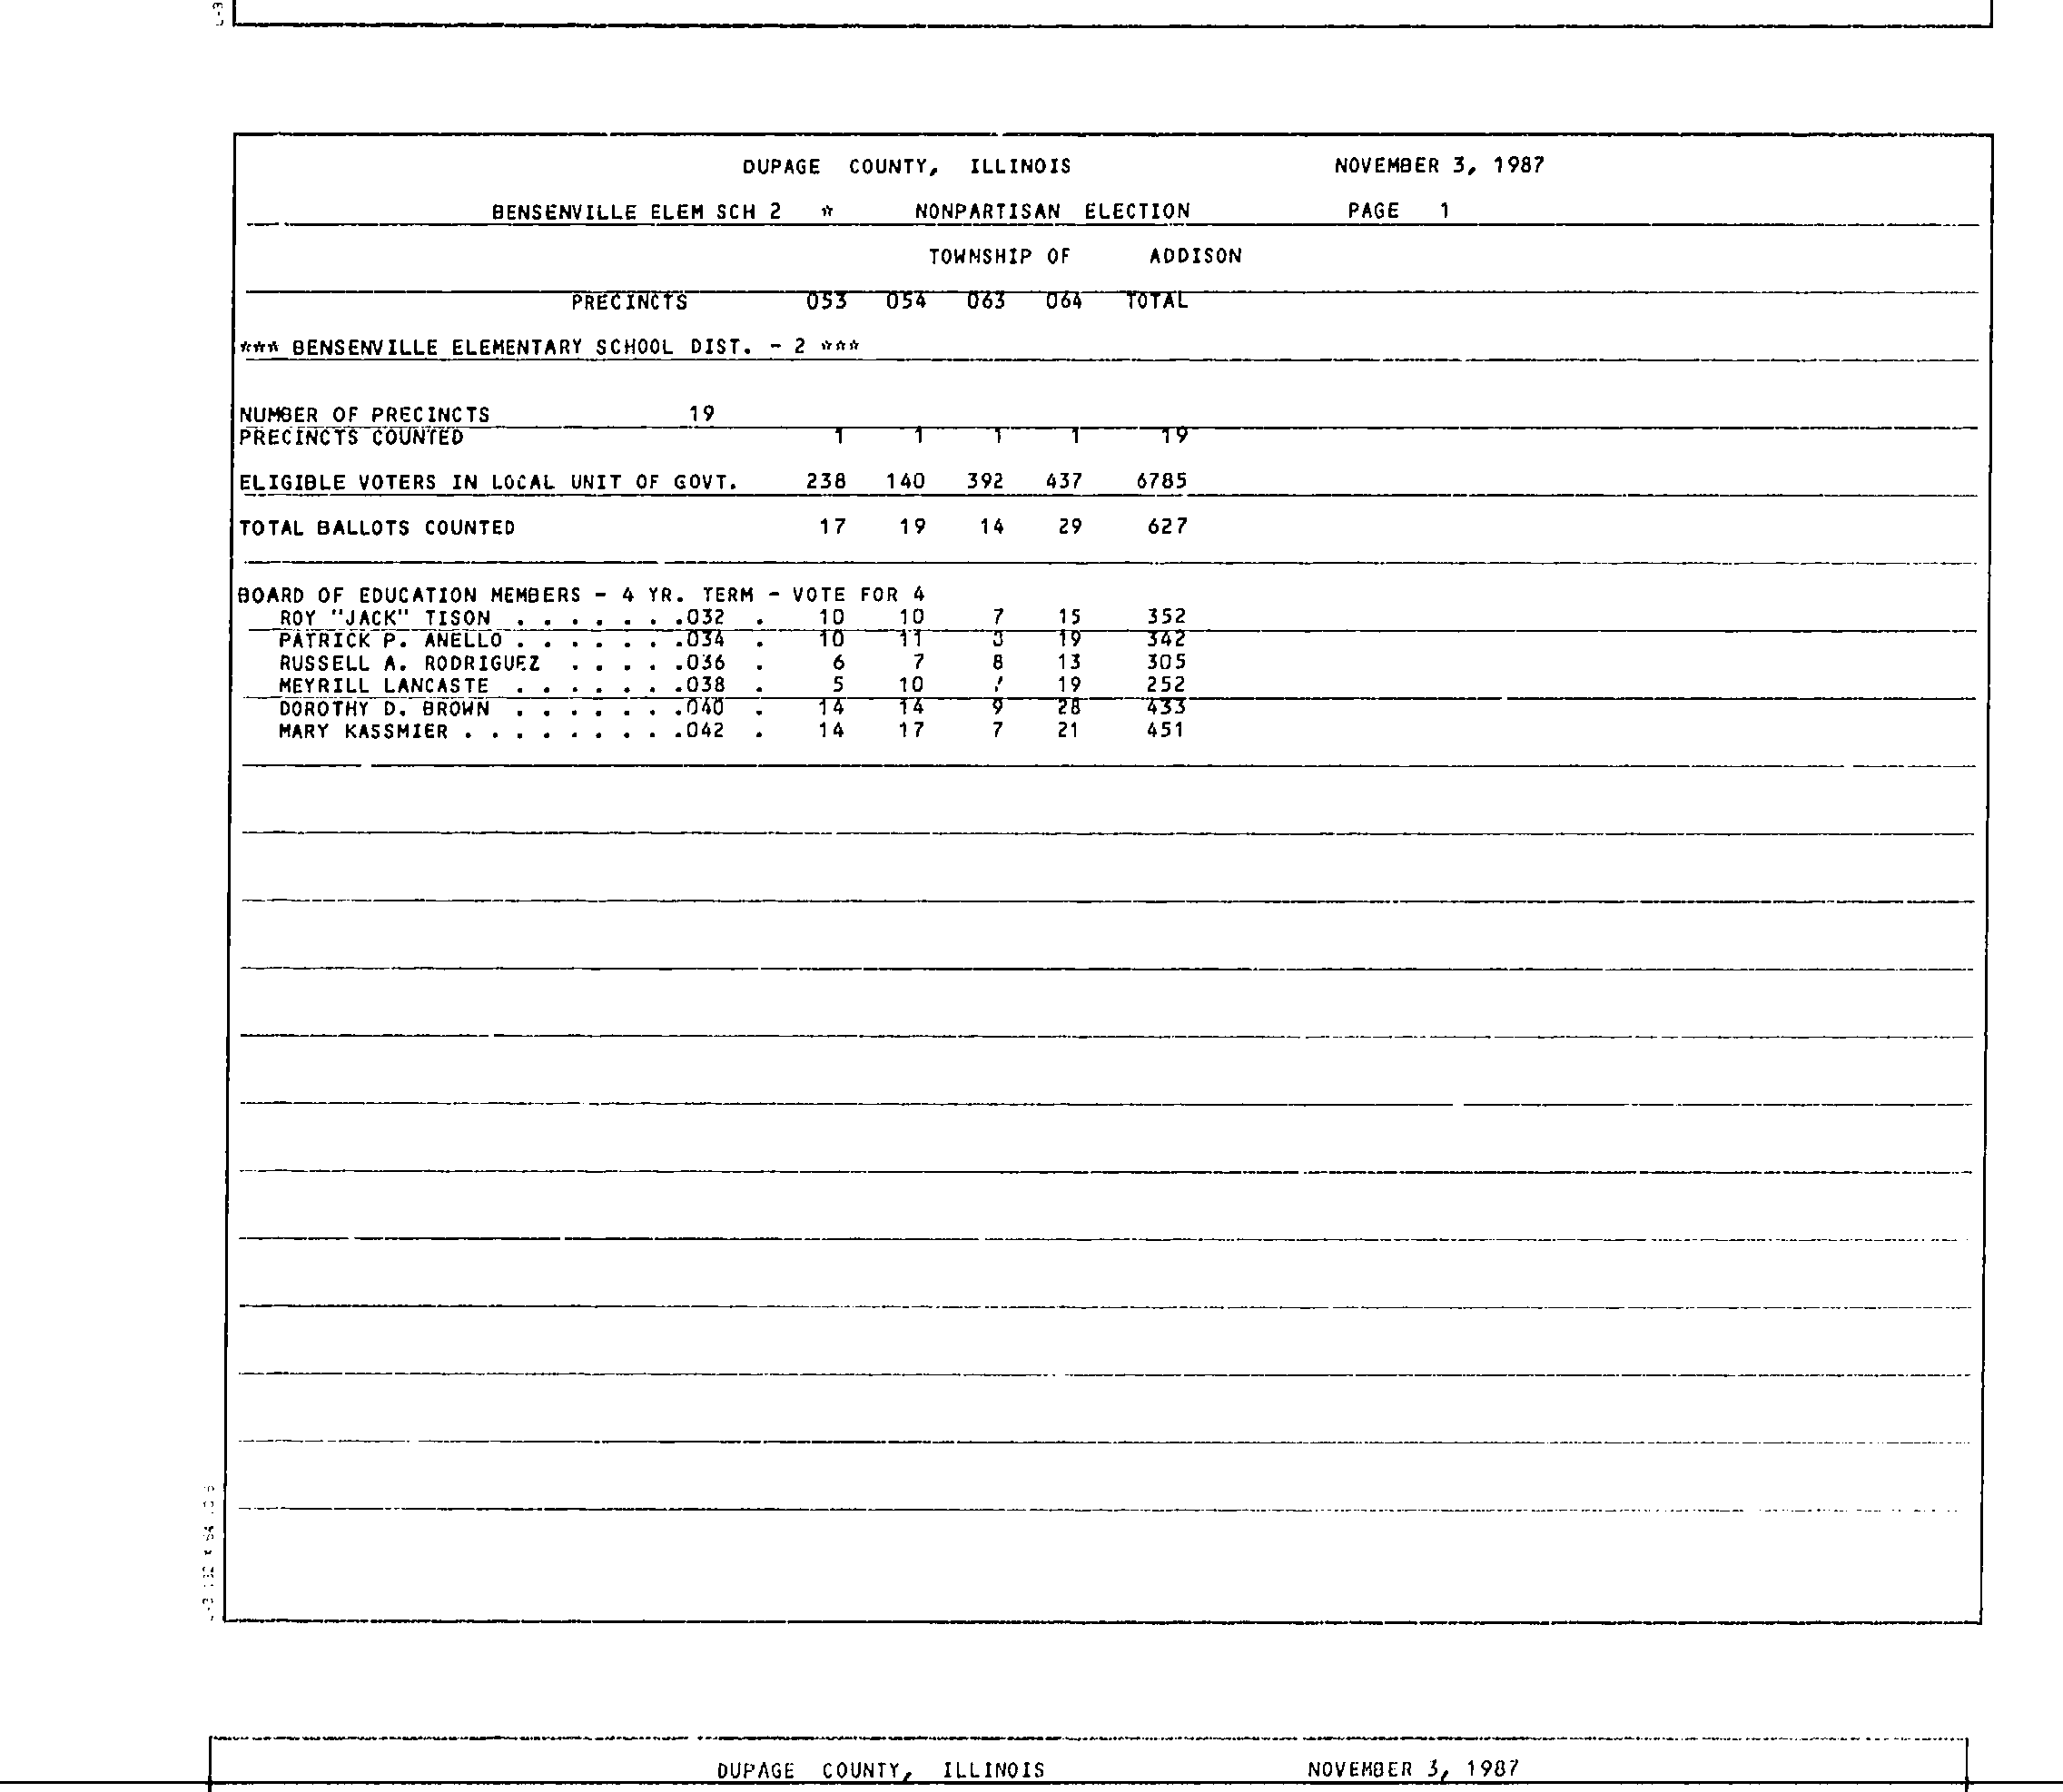 DUPAGE COUNTY, ILLINOIS NOVEMBER 3, 1987
BENSENVILLE ELEM SCH 2 * NONPARTISAN ELECTION PAGE 1
TOWNSHIP OF ADDISON
PRECINCTS 053 054 063 064 TOTAL
*** BENSENVILLE ELEMENTARY SCHOOL DIST. - 2 ***
NUMBER OF PRECINCTS 19
PRECINCTS COUNTED 1 1 1 1 19
ELIGIBLE VOTERS IN LOCAL UNIT OF GOVT. 238 140 392 437 6785
TOTAL BALLOTS COUNTED 17 19 14 29 627
BOARD OF EDUCATION MEMBERS - 4 YR. TERM - VOTE FOR 4
ROY "JACK" TISON . . . . . . .032 . 10 10 7 15 352
PATRICK P. ANELLO . . . . . . .034 . 10 11 19 342
RUSSELL A. RODRIGUEZ . . . . .036 . 6 7 8 13 305
MEYRILL LANCASTE . . . . . . .038 . 5 10 19 252
DOROTHY D. BROWN . . . . . . .040 . 14 14 9 28 433
MARY KASSMIER . . . . . . . . .042 . 14 17 7 21 451
DUPAGE COUNTY, ILLINOIS NOVEMBER 3, 1987